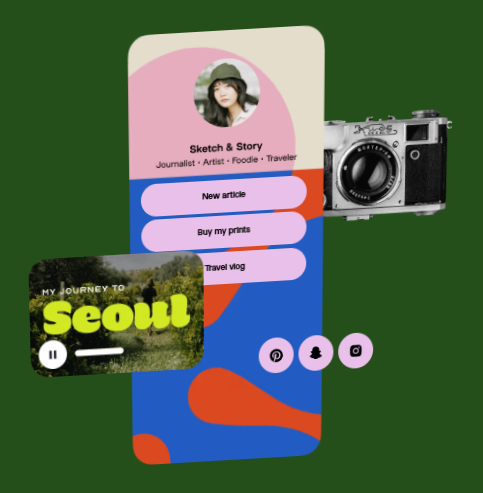 Sketch & Story
Journalist • Artist • Foodie • Traveler
New article
Buy my prints
Travel vlog
MY JOURNEY TO
Seoul